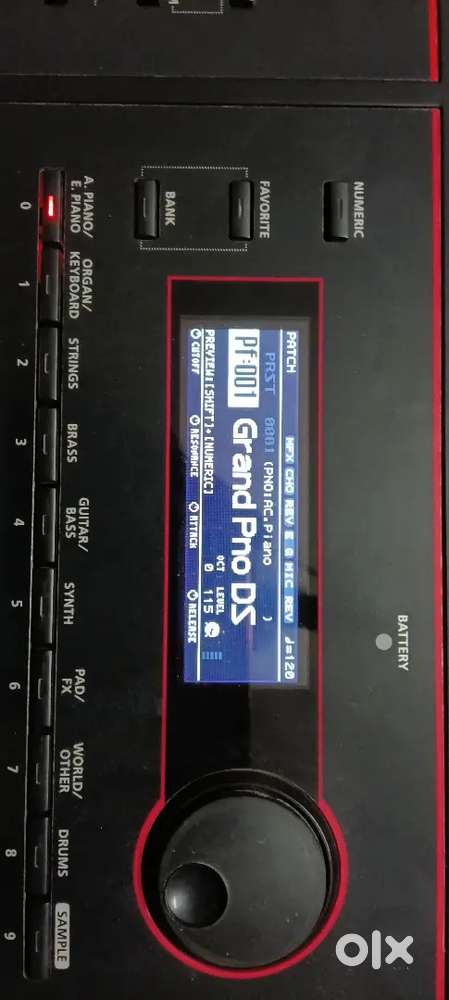 NUMERIC
FAVORITE
BANK
BATTERY
PATCH MFX CHO REV E Q MIC REV ♩=120
PRST 0001 (PNO:AC.Piano )
Pf:001 Grand Pno DS
OCT LEVEL
0 115
PREVIEW:[SHIFT]+[NUMERIC]
CUTOFF RESONANCE ATTACK RELEASE
A. PIANO/
E. PIANO
ORGAN/
KEYBOARD
STRINGS
BRASS
GUITAR/
BASS
SYNTH
PAD/
FX
WORLD/
OTHER
DRUMS
SAMPLE
0 1 2 3 4 5 6 7 8 9
olx